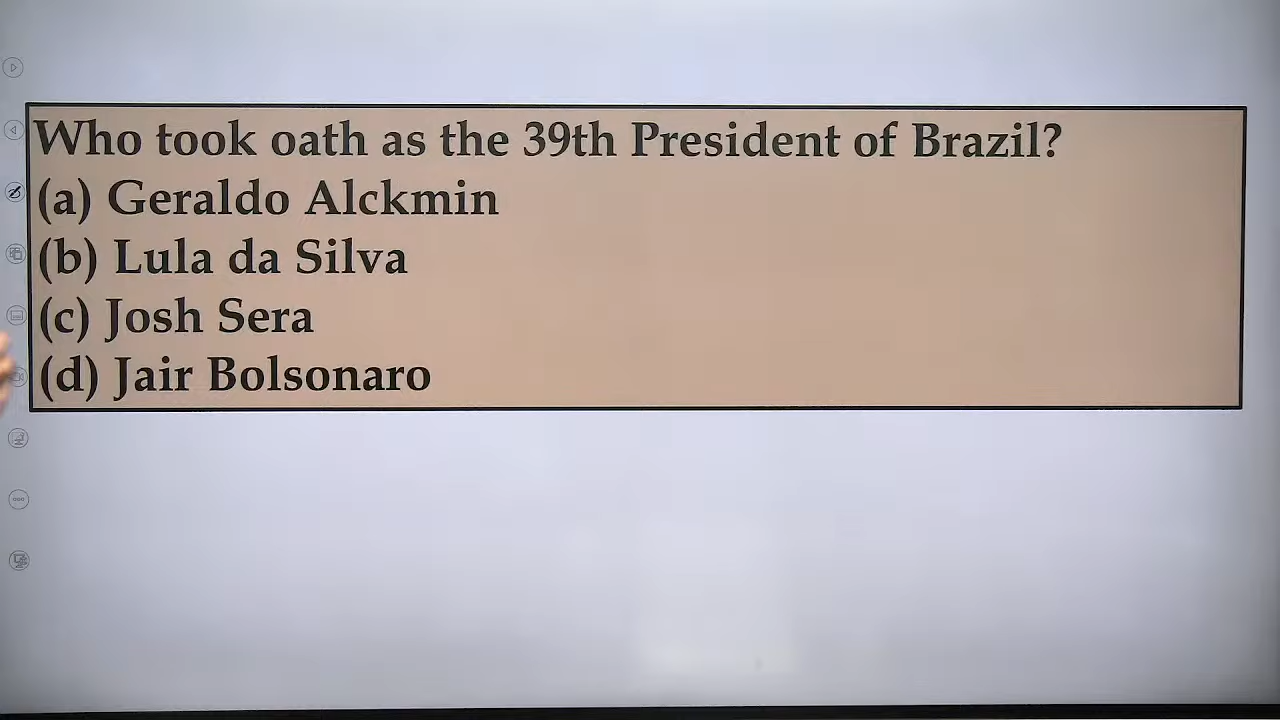 Who took oath as the 39th President of Brazil?
(a) Geraldo Alckmin
(b) Lula da Silva
(c) Josh Sera
(d) Jair Bolsonaro